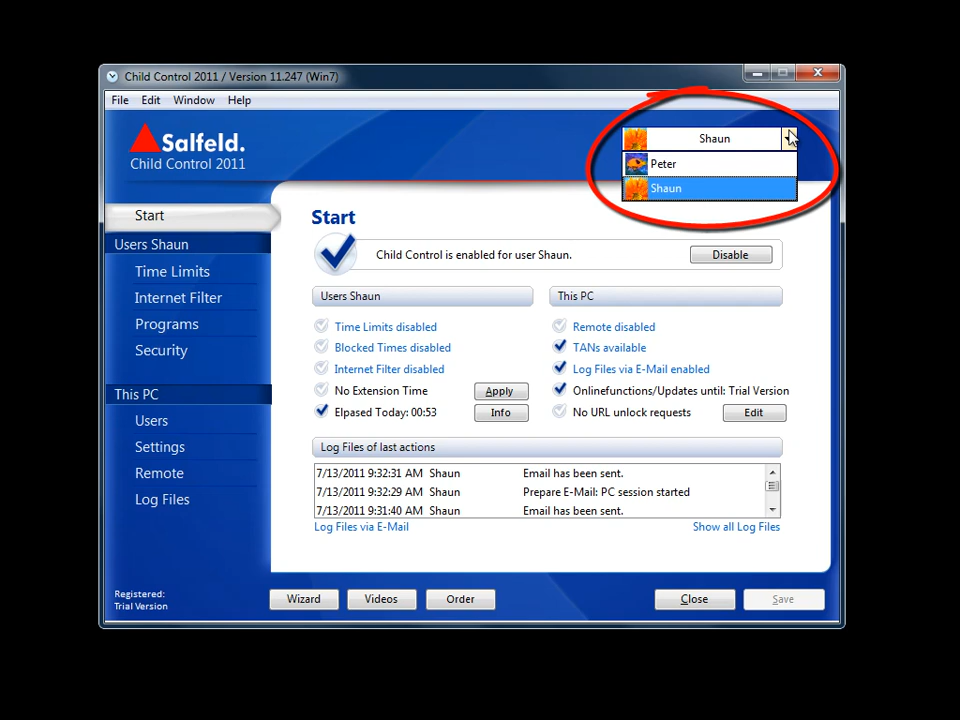 Child Control 2011 / Version 11.247 (Win7)
File Edit Window Help
Salfeld.
Child Control 2011
Shaun
Peter
Shaun
Start
Users Shaun
Time Limits
Internet Filter
Programs
Security
This PC
Users
Settings
Remote
Log Files
Start
Child Control is enabled for user Shaun.
Disable
Users Shaun
Time Limits disabled
Blocked Times disabled
Internet Filter disabled
No Extension Time Apply
Elpased Today: 00:53 Info
This PC
Remote disabled
TANs available
Log Files via E-Mail enabled
Onlinefunctions/Updates until: Trial Version
No URL unlock requests Edit
Log Files of last actions
7/13/2011 9:32:31 AM Shaun Email has been sent.
7/13/2011 9:32:29 AM Shaun Prepare E-Mail: PC session started
7/13/2011 9:31:40 AM Shaun Email has been sent.
Log Files via E-Mail Show all Log Files
Registered:
Trial Version
Wizard Videos Order Close Save